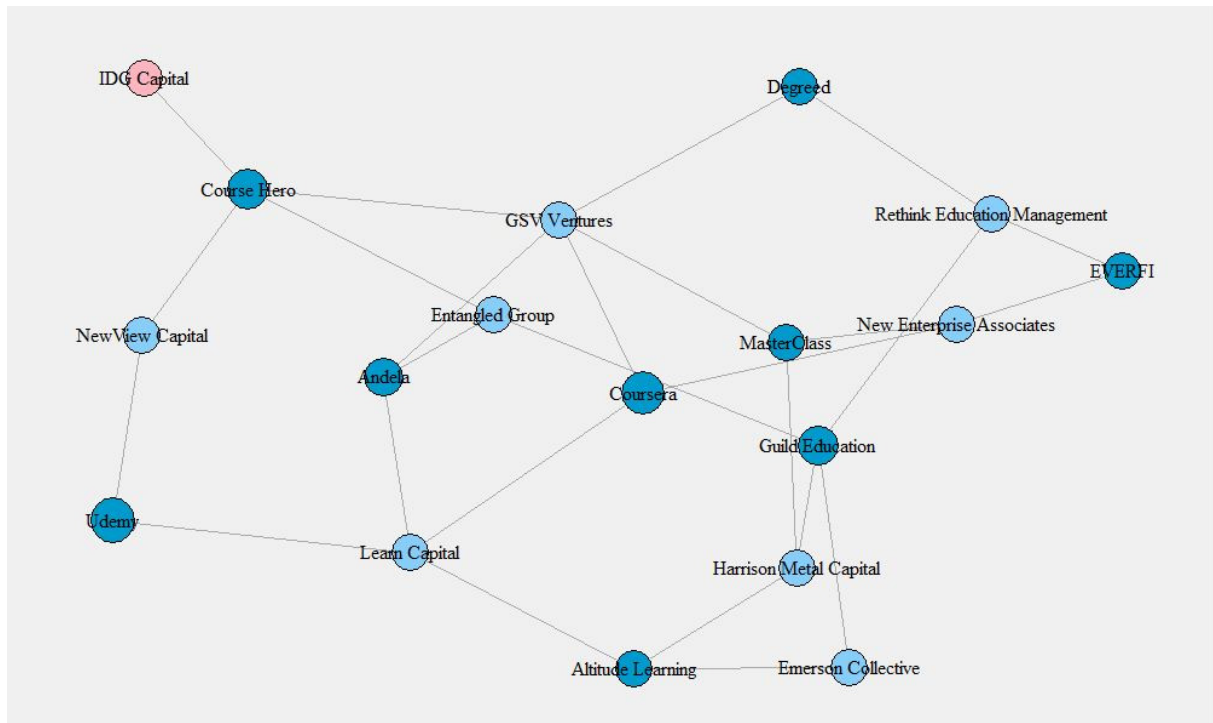 IDG Capital
Degreed
Course Hero
GSV Ventures
Rethink Education Management
EVERFI
Entangled Group
New Enterprise Associates
NewView Capital
MasterClass
Andela
Coursera
Guild Education
Udemy
Learn Capital
Harrison Metal Capital
Altitude Learning
Emerson Collective